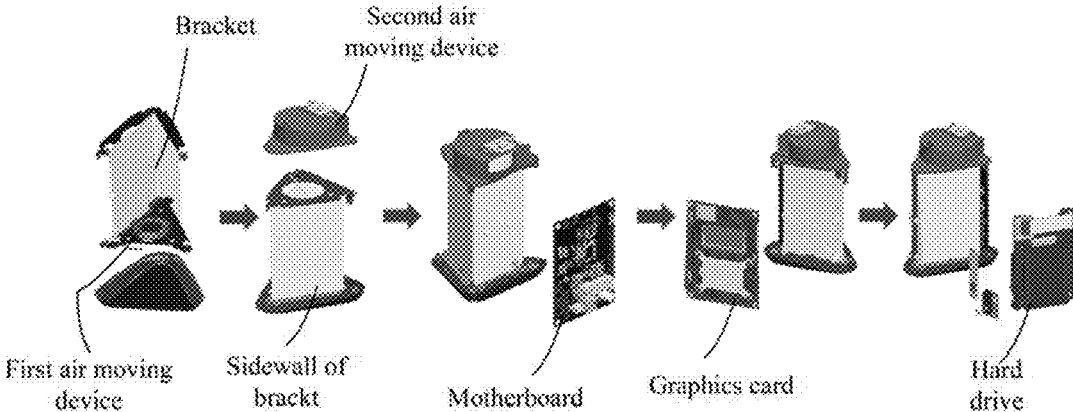 Bracket
Second air
moving device
First air moving
device
Sidewall of
brackt
Motherboard
Graphics card
Hard
drive